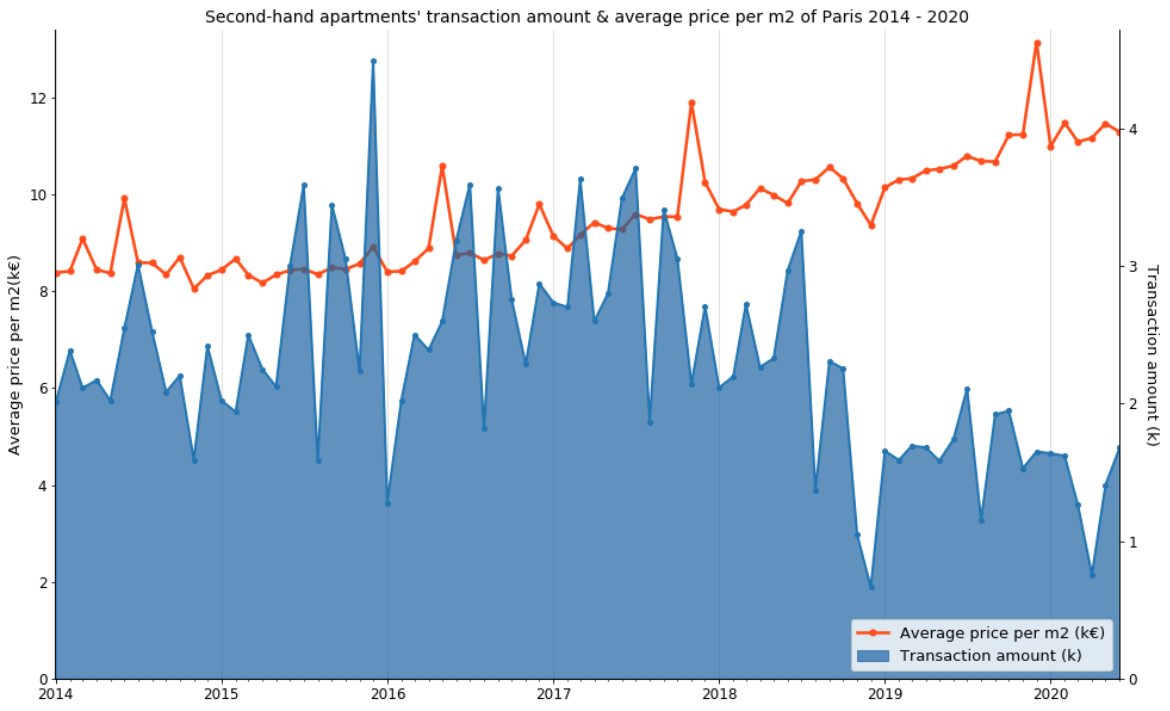 Second-hand apartments' transaction amount & average price per m2 of Paris 2014 - 2020
Average price per m2(k€)
12
10
8
6
4
2
0
4
3
2
1
0
Transaction amount (k)
Average price per m2 (k€)
Transaction amount (k)
2014 2015 2016 2017 2018 2019 2020